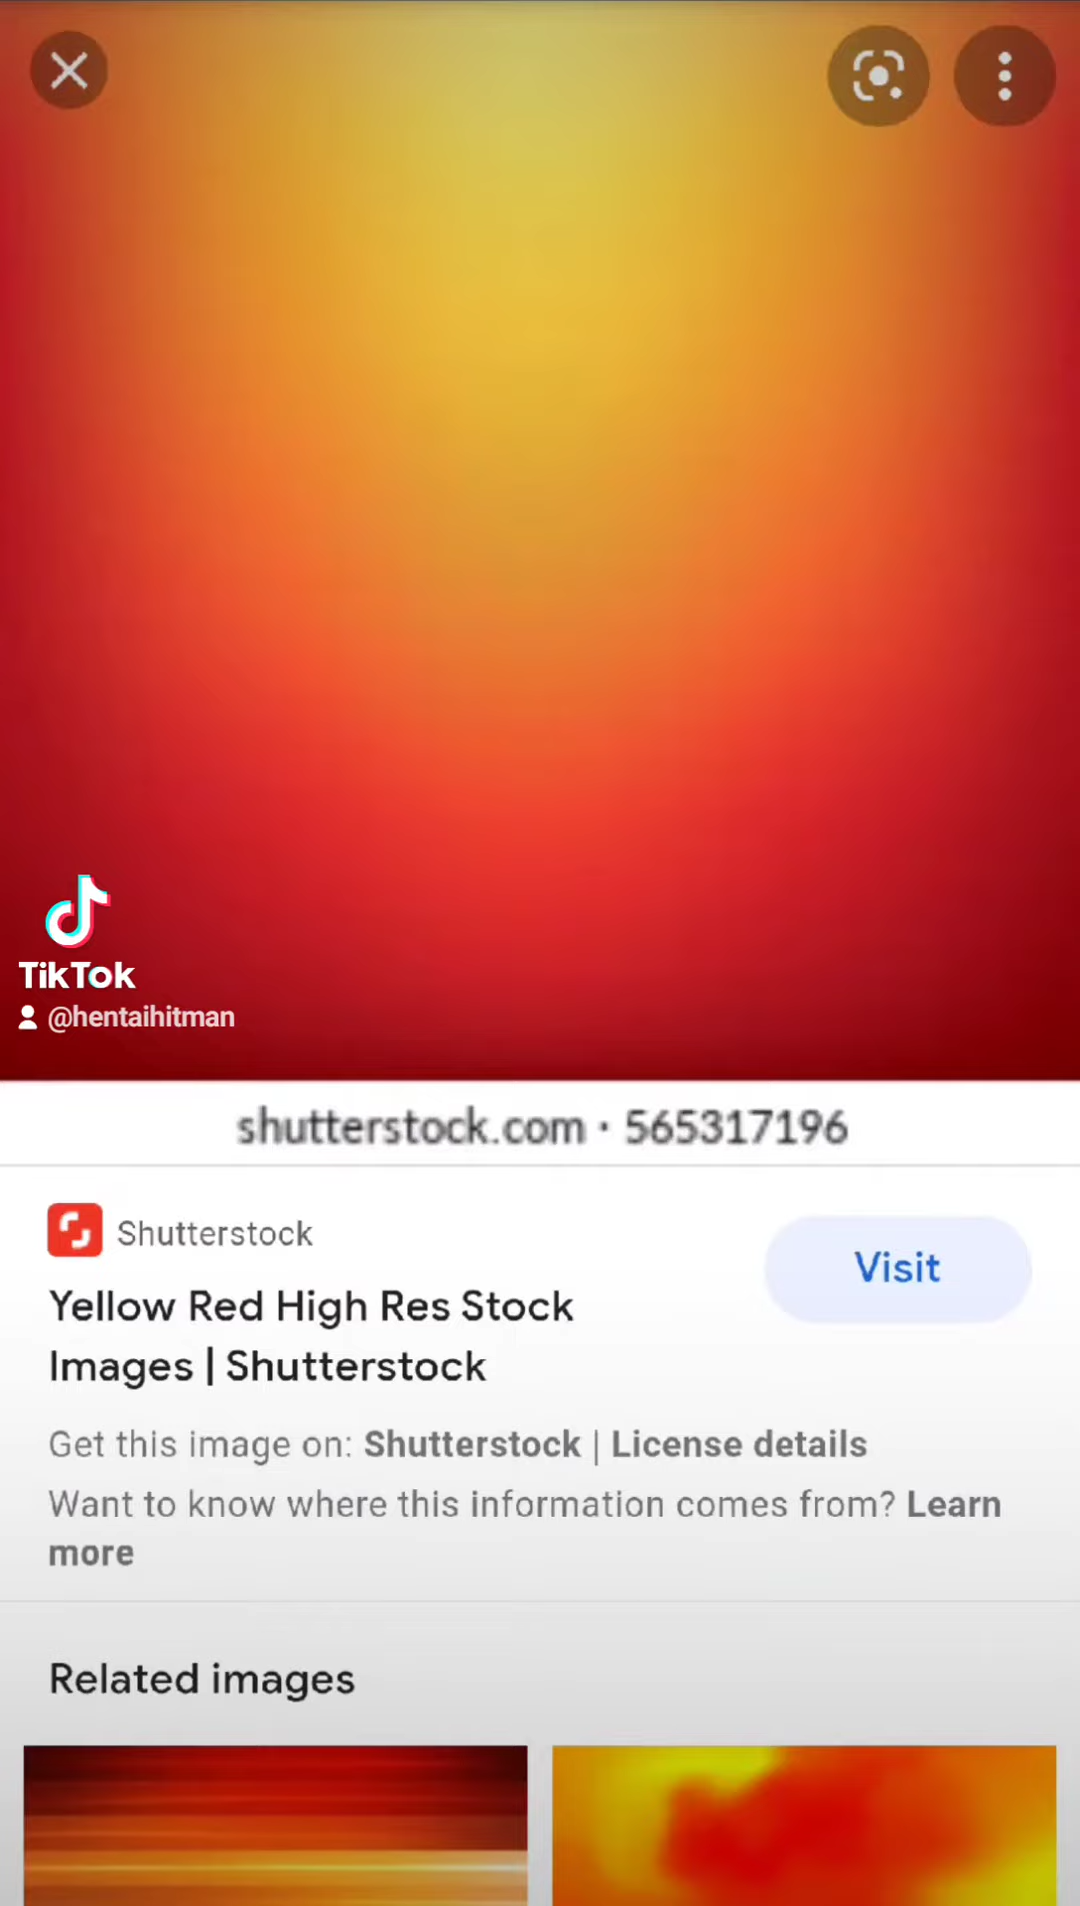 TikTok
@hentaihitman
shutterstock.com · 565317196
Shutterstock
Visit
Yellow Red High Res Stock
Images | Shutterstock
Get this image on: Shutterstock | License details
Want to know where this information comes from? Learn
more
Related images